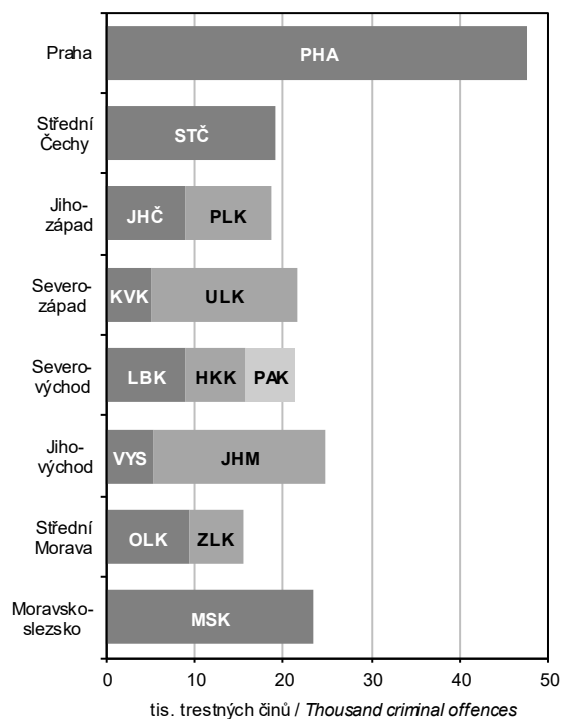 Praha
PHA
Střední
Čechy
STČ
Jiho-
západ
JHČ PLK
Severo-
západ
KVK ULK
Severo-
východ
LBK HKK PAK
Jiho-
východ
VYS JHM
Střední
Morava
OLK ZLK
Moravsko-
slezsko
MSK
0 10 20 30 40 50
tis. trestných činů / Thousand criminal offences